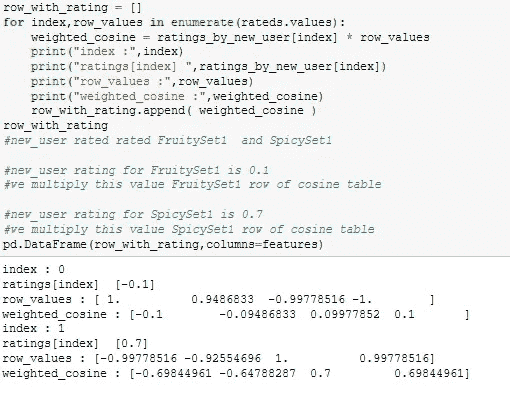 row_with_rating = []
for index,row_values in enumerate(rateds.values):
    weighted_cosine = ratings_by_new_user[index] * row_values
    print("index :",index)
    print("ratings[index] ",ratings_by_new_user[index])
    print("row_values :",row_values)
    print("weighted_cosine :",weighted_cosine)
    row_with_rating.append( weighted_cosine )
row_with_rating
#new_user rated rated FruitySet1  and SpicySet1
#new_user rating for FruitySet1 is 0.1
#we multiply this value FruitySet1 row of cosine table
#new_user rating for SpicySet1 is 0.7
#we multiply this value SpicySet1 row of cosine table
pd.DataFrame(row_with_rating,columns=features)
index : 0
ratings[index]  [-0.1]
row_values : [ 1.          0.9486833  -0.99778516 -1.        ]
weighted_cosine : [-0.1        -0.09486833  0.09977852  0.1       ]
index : 1
ratings[index]  [0.7]
row_values : [-0.99778516 -0.92554696  1.          0.99778516]
weighted_cosine : [-0.69844961 -0.64788287  0.7         0.69844961]